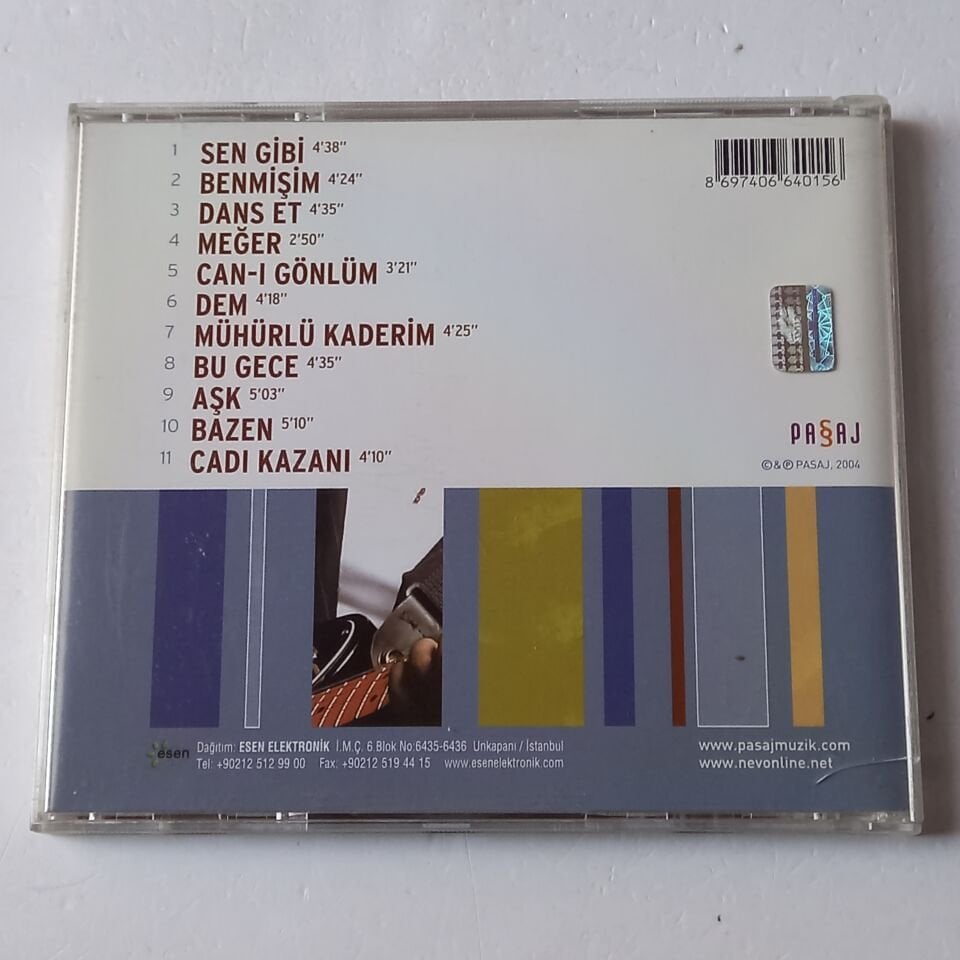 1 SEN GİBİ 4'38"
2 BENMİŞİM 4'24"
3 DANS ET 4'35"
4 MEĞER 2'50"
5 CAN-I GÖNLÜM 3'21"
6 DEM 4'18"
7 MÜHÜRLÜ KADERİM 4'25"
8 BU GECE 4'35"
9 AŞK 5'03"
10 BAZEN 5'10"
11 CADI KAZANI 4'10"
8 697406 640156
PASAJ
©&℗ PASAJ, 2004
esen
Dağıtım: ESEN ELEKTRONİK İ.M.Ç. 6.Blok No:6435-6436 Unkapanı / İstanbul
Tel: +90212 512 99 00 Fax: +90212 519 44 15 www.esenelektronik.com
www.pasajmuzik.com
www.nevonline.net